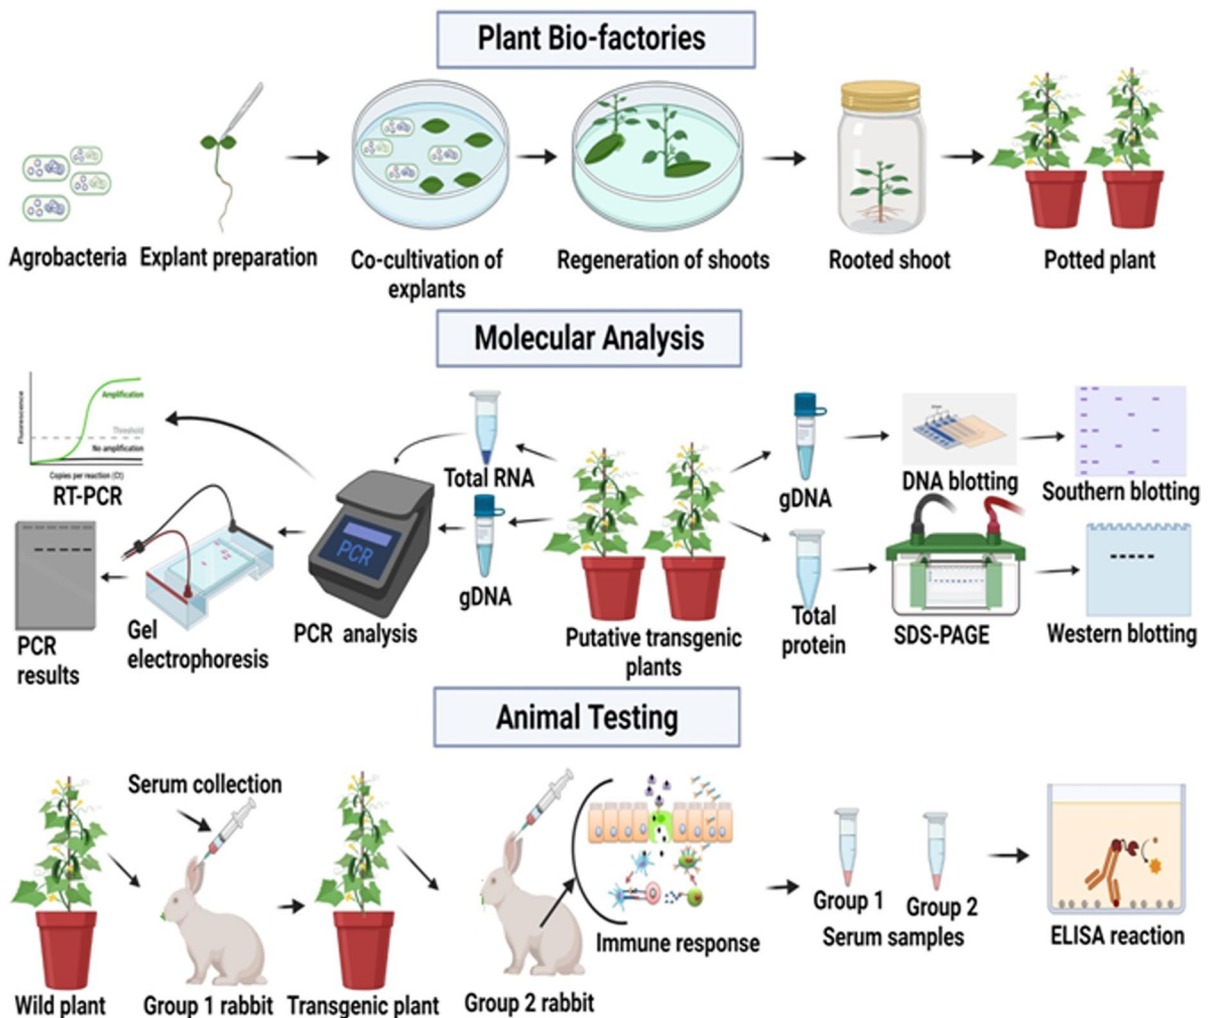 Plant Bio-factories
Agrobacteria
Explant preparation
Co-cultivation of
explants
Regeneration of shoots
Rooted shoot
Potted plant
Molecular Analysis
Fluorescence
Amplification
Threshold
No amplification
Copies per reaction (Ct)
RT-PCR
Total RNA
gDNA
PCR
PCR analysis
Gel
electrophoresis
PCR
results
Putative transgenic
plants
gDNA
DNA blotting
Southern blotting
Total
protein
SDS-PAGE
Western blotting
Animal Testing
Serum collection
Wild plant
Group 1 rabbit
Transgenic plant
Group 2 rabbit
Immune response
Group 1
Group 2
Serum samples
ELISA reaction